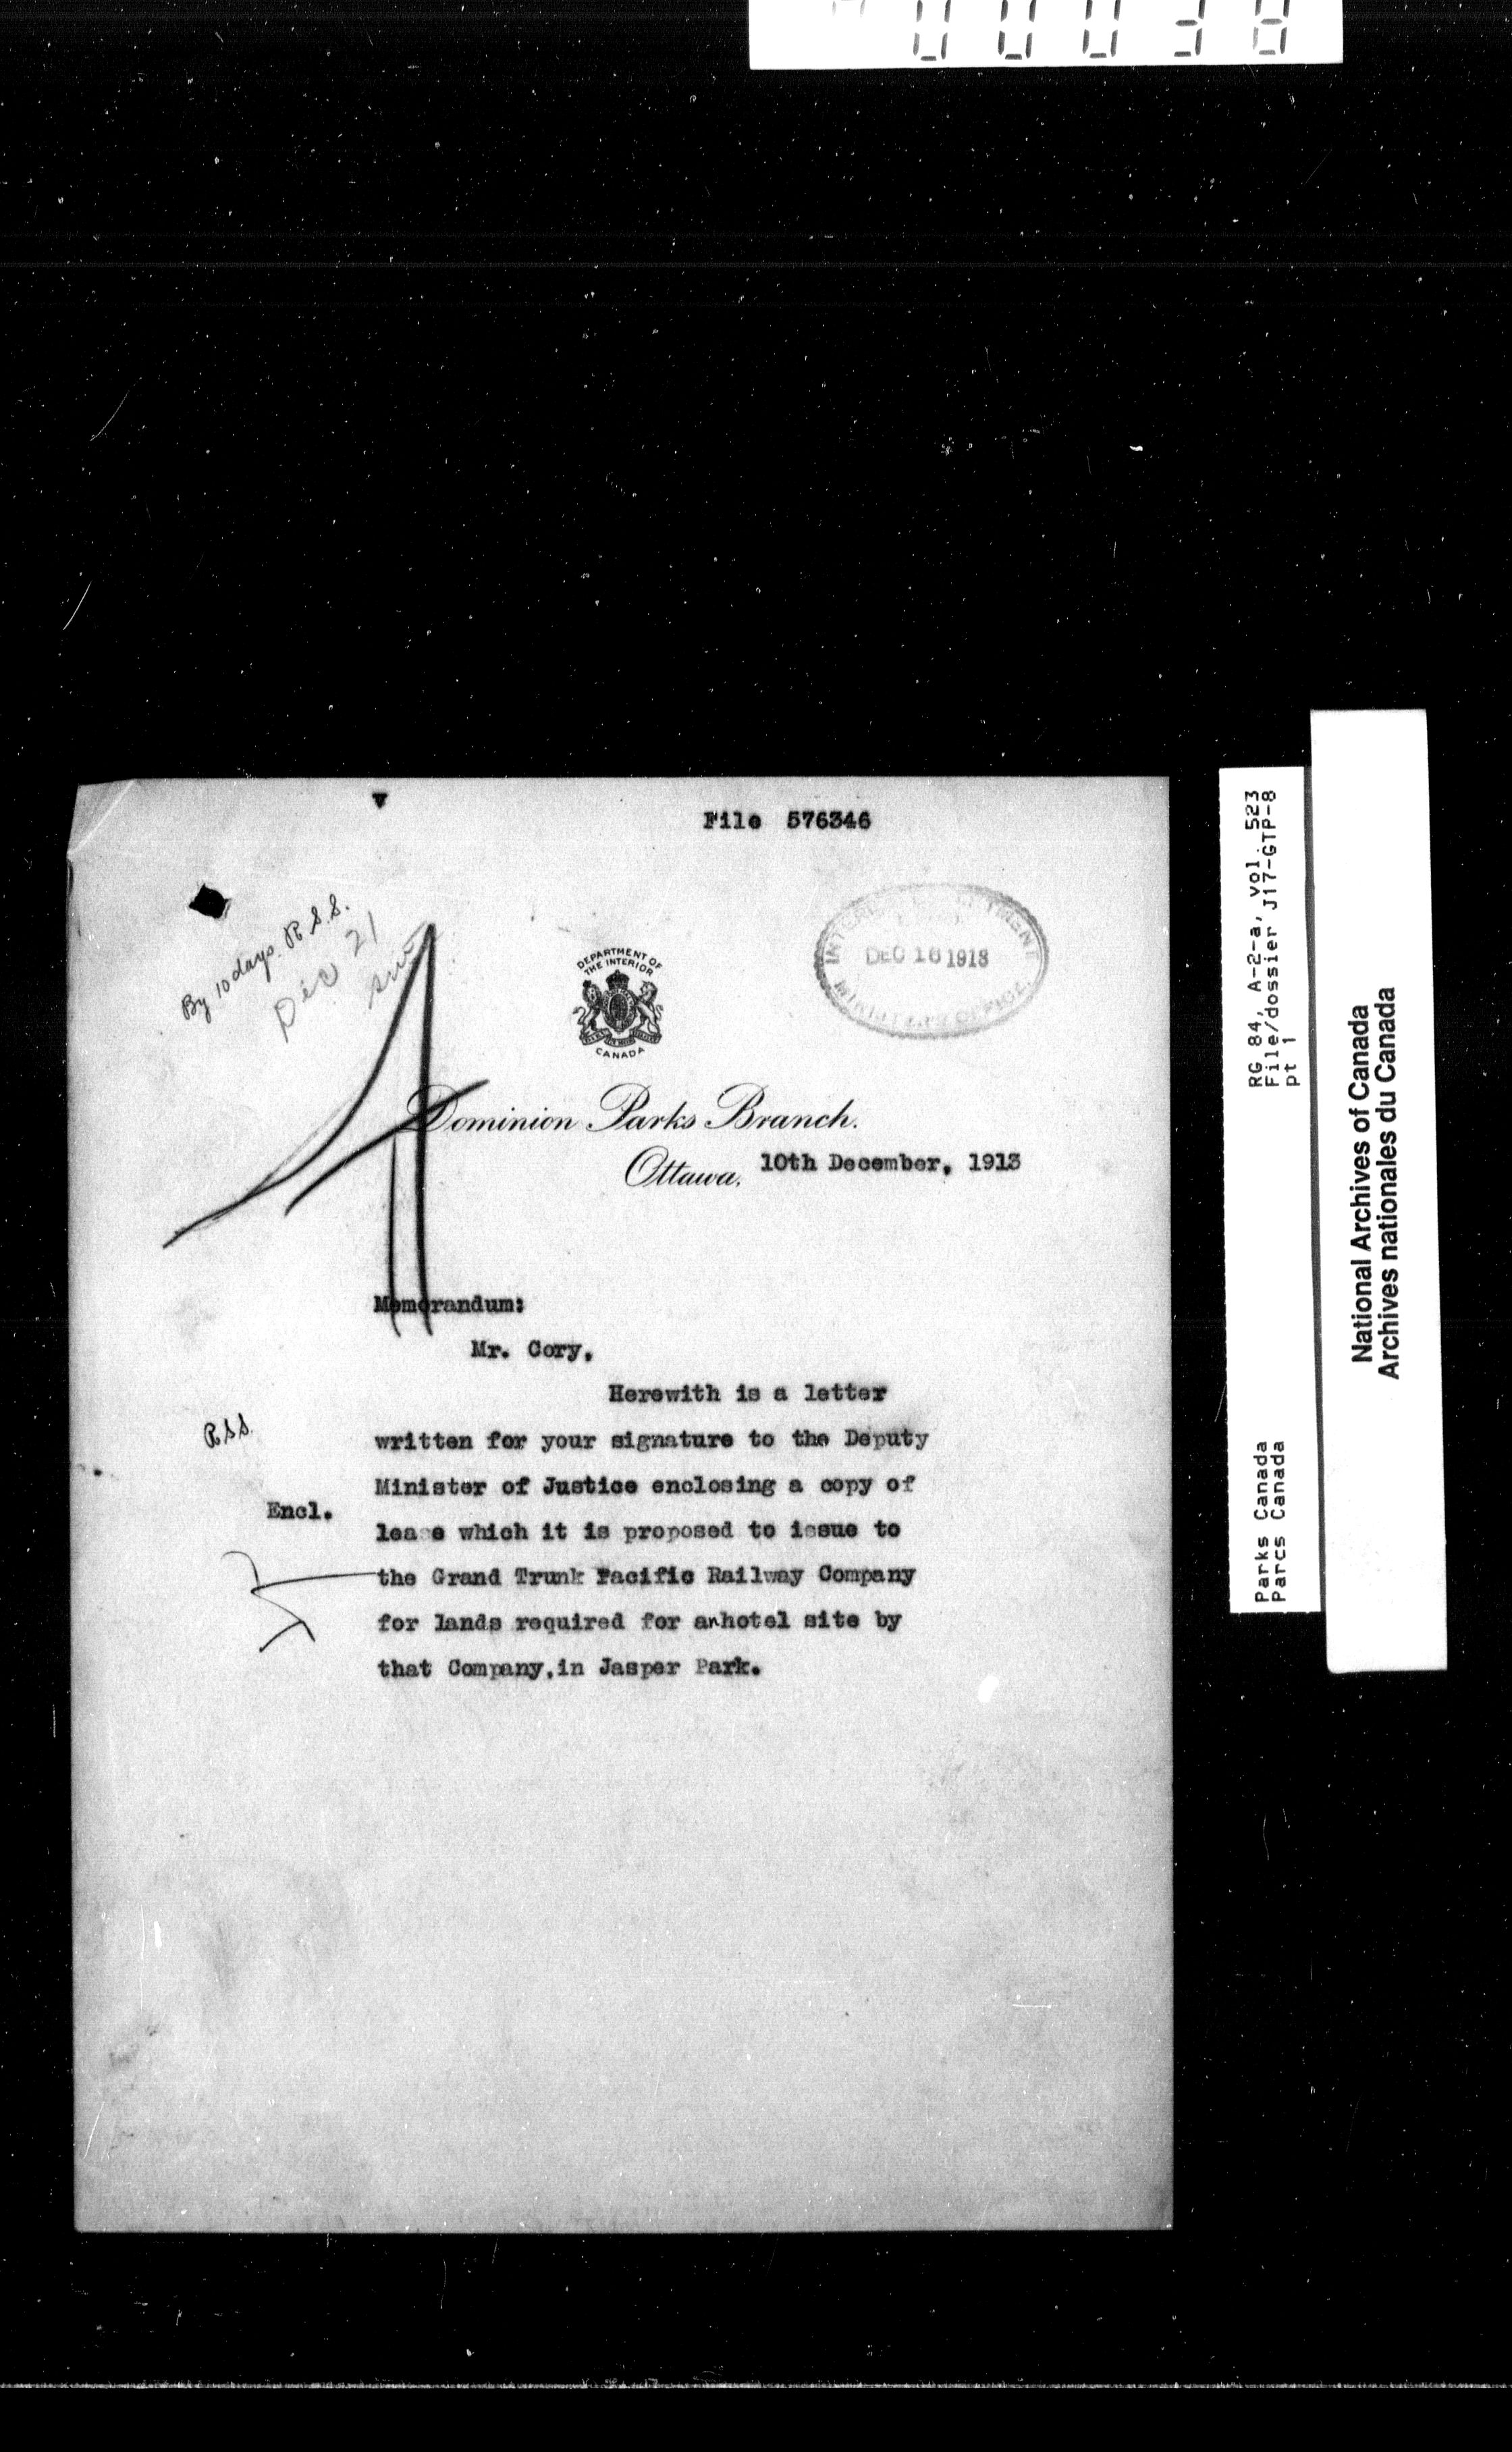 File 576346
By 10 days. R.S.S.
Dec 21
DEPARTMENT OF
THE INTERIOR
CANADA
DEC 16 1913
MINISTER'S OFFICE
Dominion Parks Branch.
Ottawa, 10th December, 1913
Memorandum:
Mr. Cory,
Herewith is a letter
R.S.S.
written for your signature to the Deputy
Minister of Justice enclosing a copy of
Encl.
lease which it is proposed to issue to
the Grand Trunk Pacific Railway Company
for lands required for an hotel site by
that Company,in Jasper Park.
RG 84, A-2-a, vol. 523
File/dossier J17-GTP-8
pt 1
Parks Canada
Parcs Canada
National Archives of Canada
Archives nationales du Canada